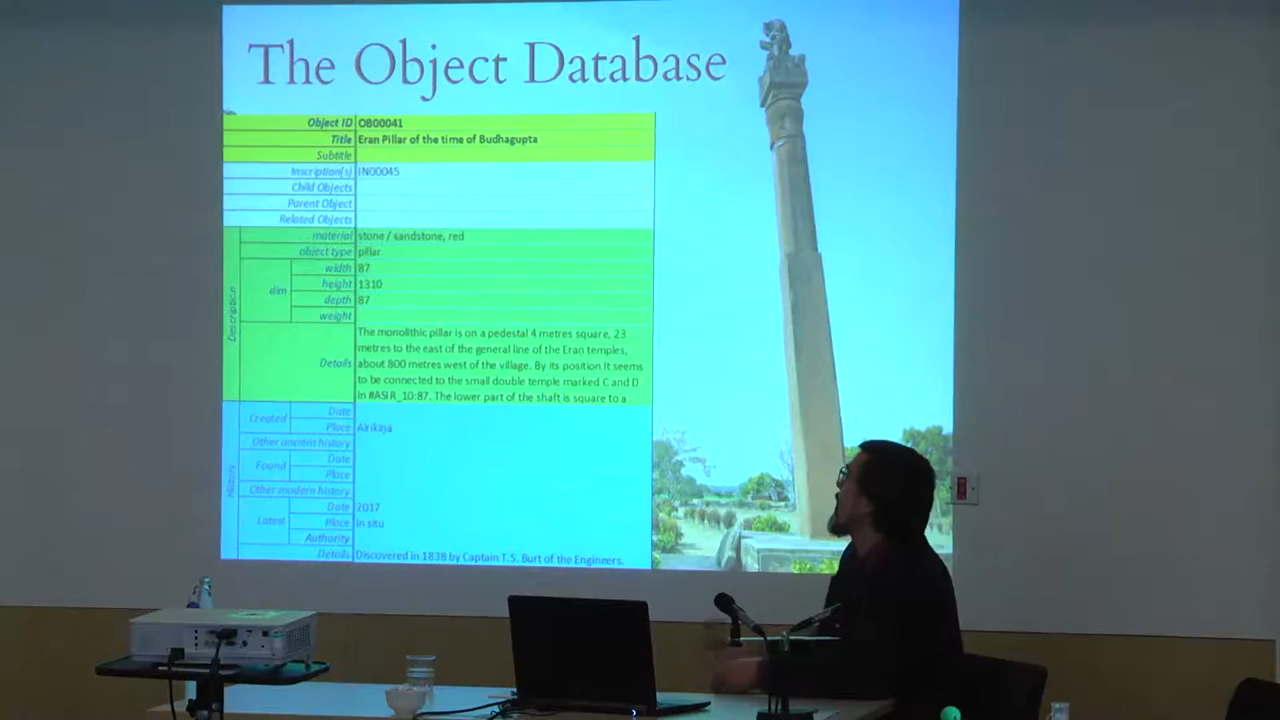 The Object Database
Object ID OB00041
Title Eran Pillar of the time of Budhagupta
Subtitle
Inscription(s) IN00045
Child Objects
Parent Object
Related Objects
Description
material stone / sandstone, red
object type pillar
dim
width 87
height 1310
depth 87
weight
Details The monolithic pillar is on a pedestal 4 metres square, 23
metres to the east of the general line of the Eran temples,
about 800 metres west of the village. By its position it seems
to be connected to the small double temple marked C and D
in #ASIR_10:87. The lower part of the shaft is square to a
History
Created
Date
Place Airikiṇa
Other ancient history
Found
Date
Place
Other modern history
Latest
Date 2017
Place in situ
Authority
Details Discovered in 1838 by Captain T.S. Burt of the Engineers.